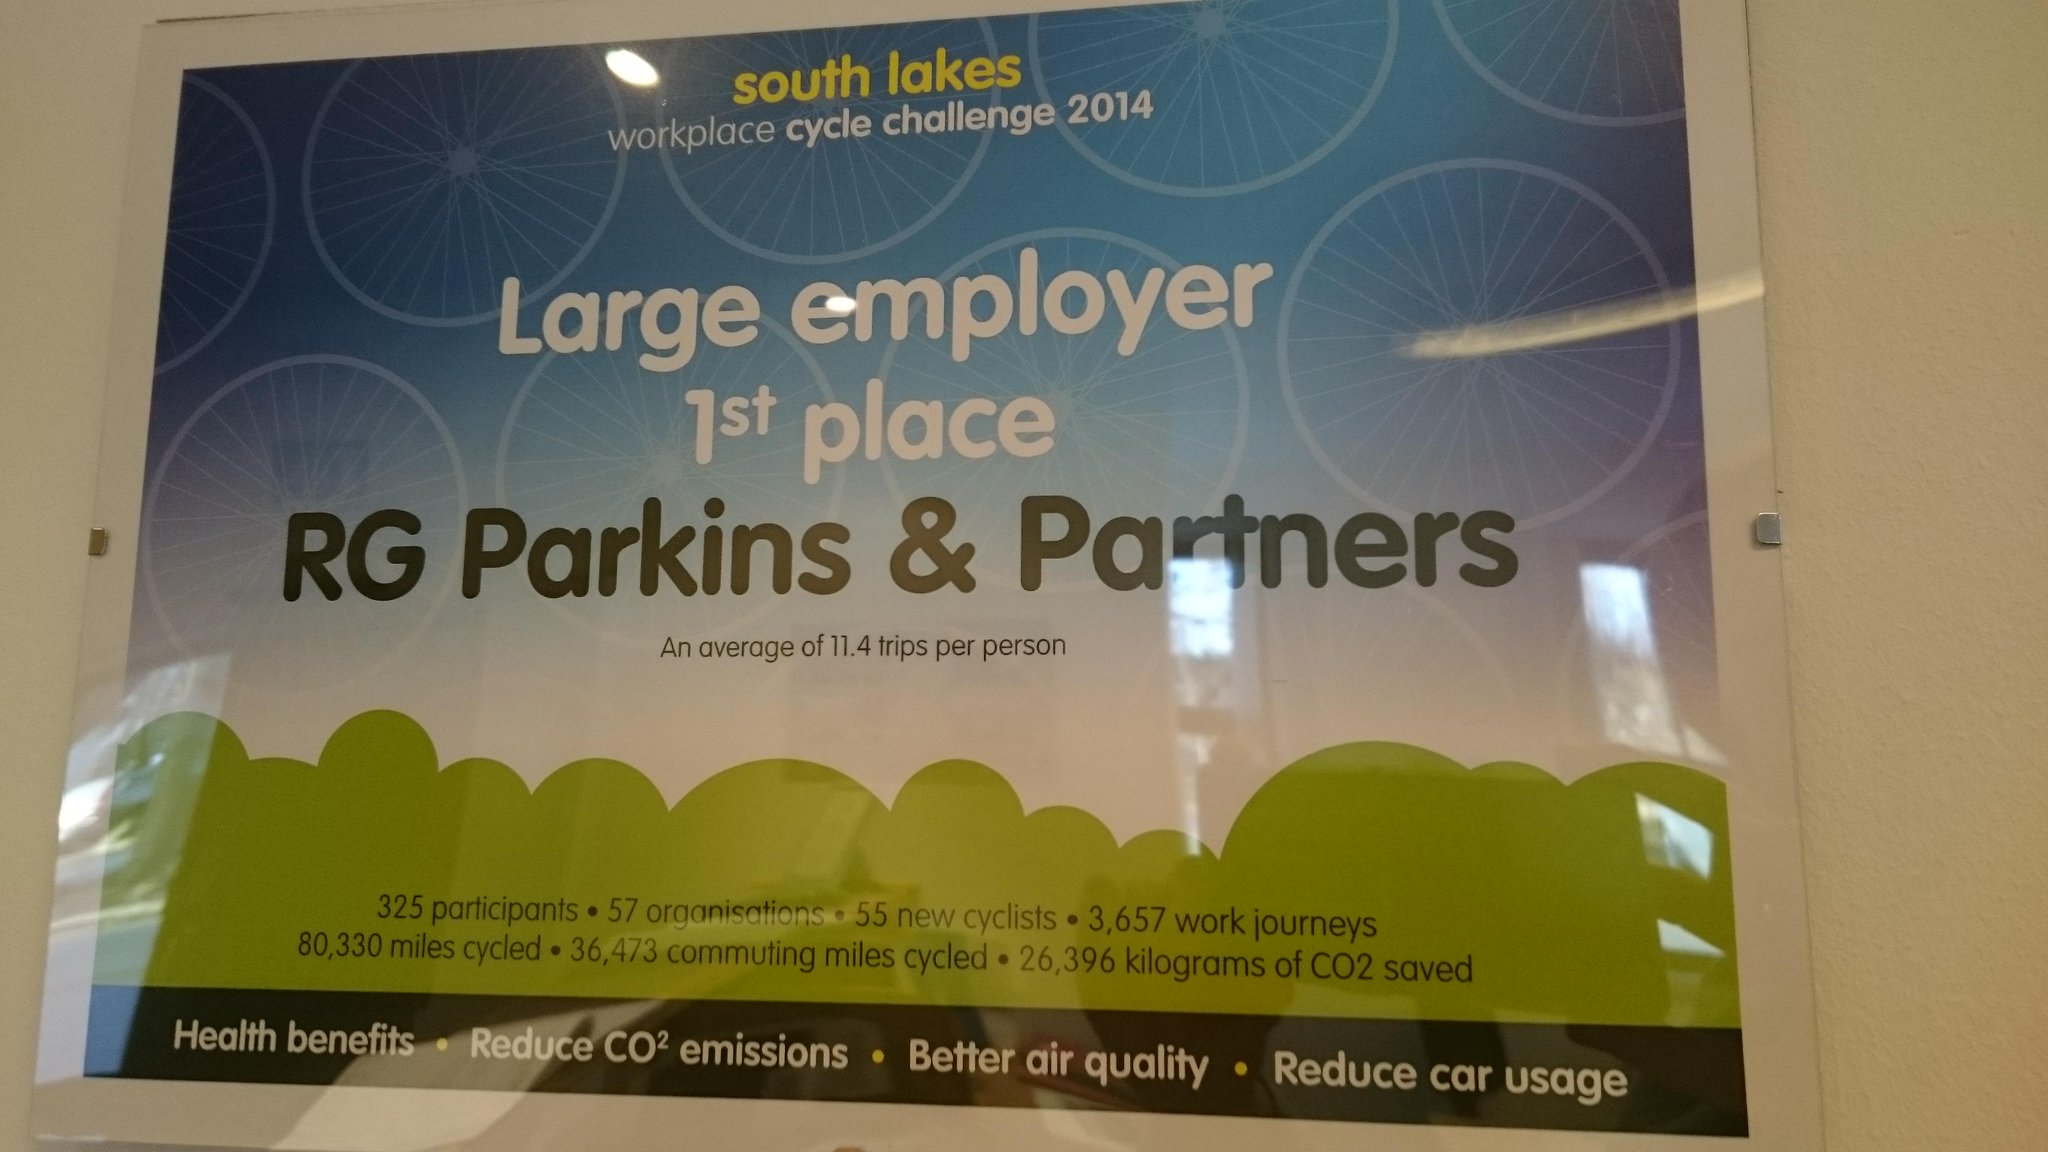 south lakes
workplace cycle challenge 2014
Large employer
1st place
RG Parkins & Partners
An average of 11.4 trips per person
325 participants • 57 organisations • 55 new cyclists • 3,657 work journeys
80,330 miles cycled • 36,473 commuting miles cycled • 26,396 kilograms of CO2 saved
Health benefits • Reduce CO² emissions • Better air quality • Reduce car usage